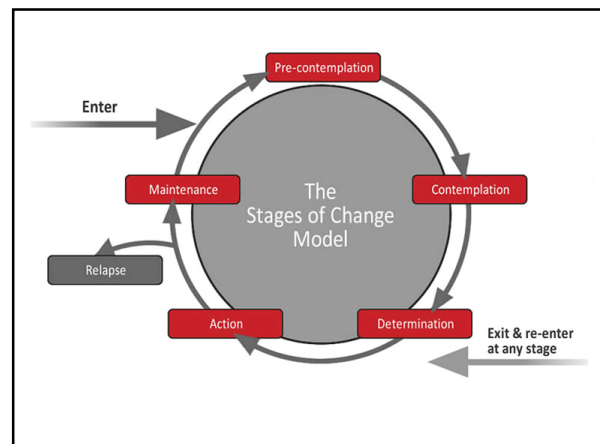 Pre-contemplation
Enter
Maintenance
The
Stages of Change
Model
Contemplation
Relapse
Action
Determination
Exit & re-enter
at any stage